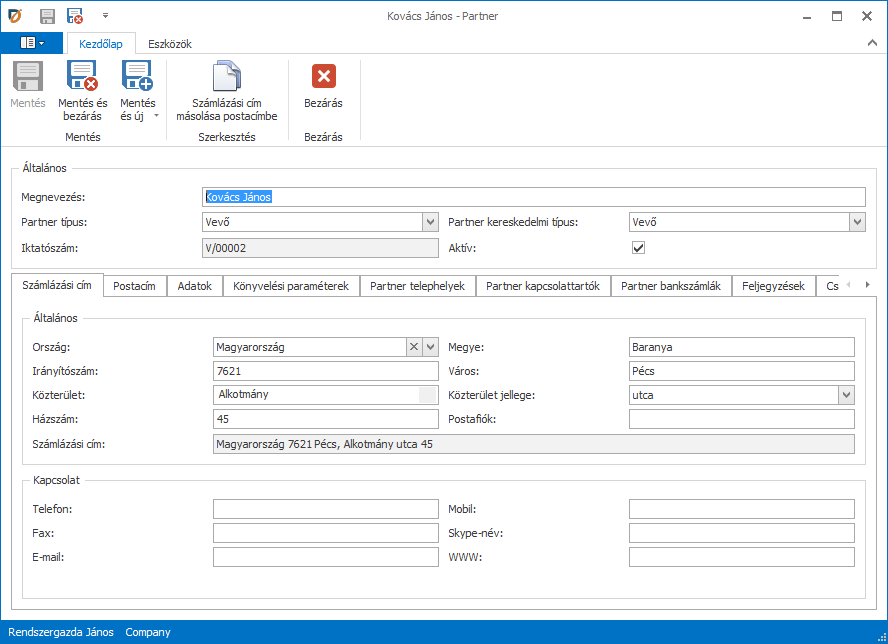 Kovács János - Partner
Kezdőlap Eszközök
Mentés
Mentés és bezárás
Mentés és új
Számlázási cím másolása postacímbe
Bezárás
Mentés Szerkesztés Bezárás
Általános
Megnevezés: Kovács János
Partner típus: Vevő Partner kereskedelmi típus: Vevő
Iktatószám: V/00002 Aktív:
Számlázási cím Postacím Adatok Könyvelési paraméterek Partner telephelyek Partner kapcsolattartók Partner bankszámlák Feljegyzések Cs
Általános
Ország: Magyarország Megye: Baranya
Irányítószám: 7621 Város: Pécs
Közterület: Alkotmány Közterület jellege: utca
Házszám: 45 Postafiók:
Számlázási cím: Magyarország 7621 Pécs, Alkotmány utca 45
Kapcsolat
Telefon: Mobil:
Fax: Skype-név:
E-mail: WWW:
Rendszergazda János Company